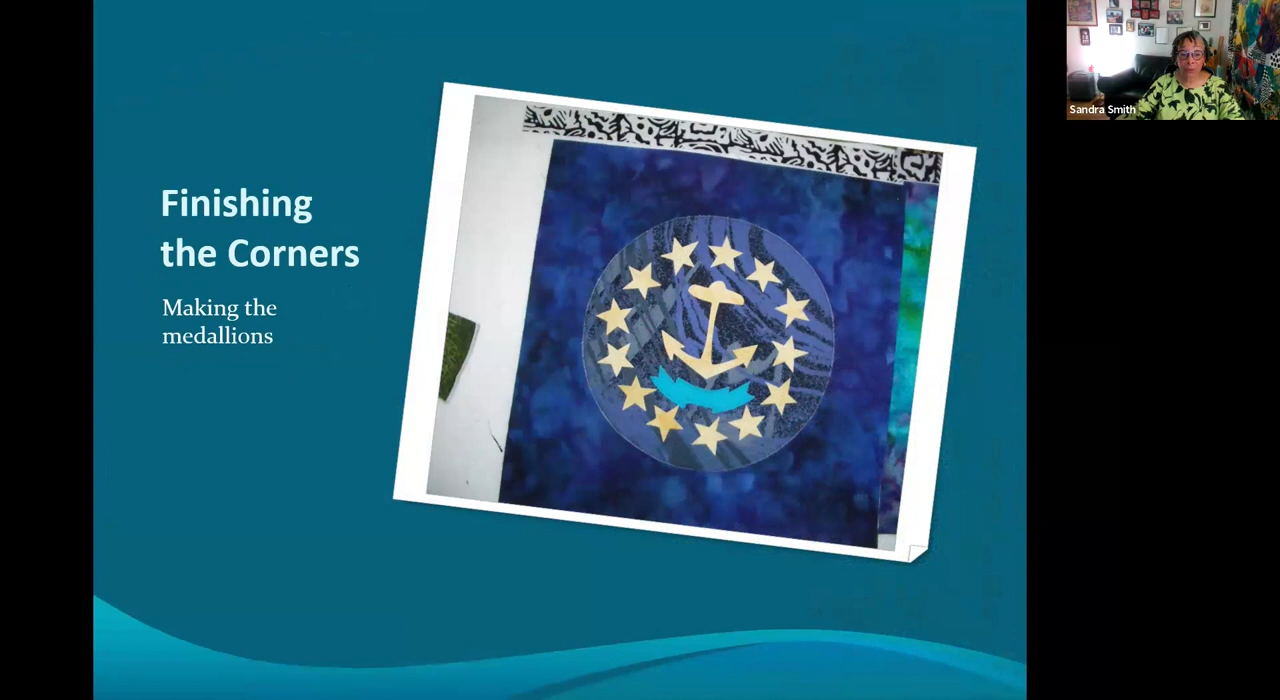 Finishing
the Corners
Making the
medallions
Sandra Smith